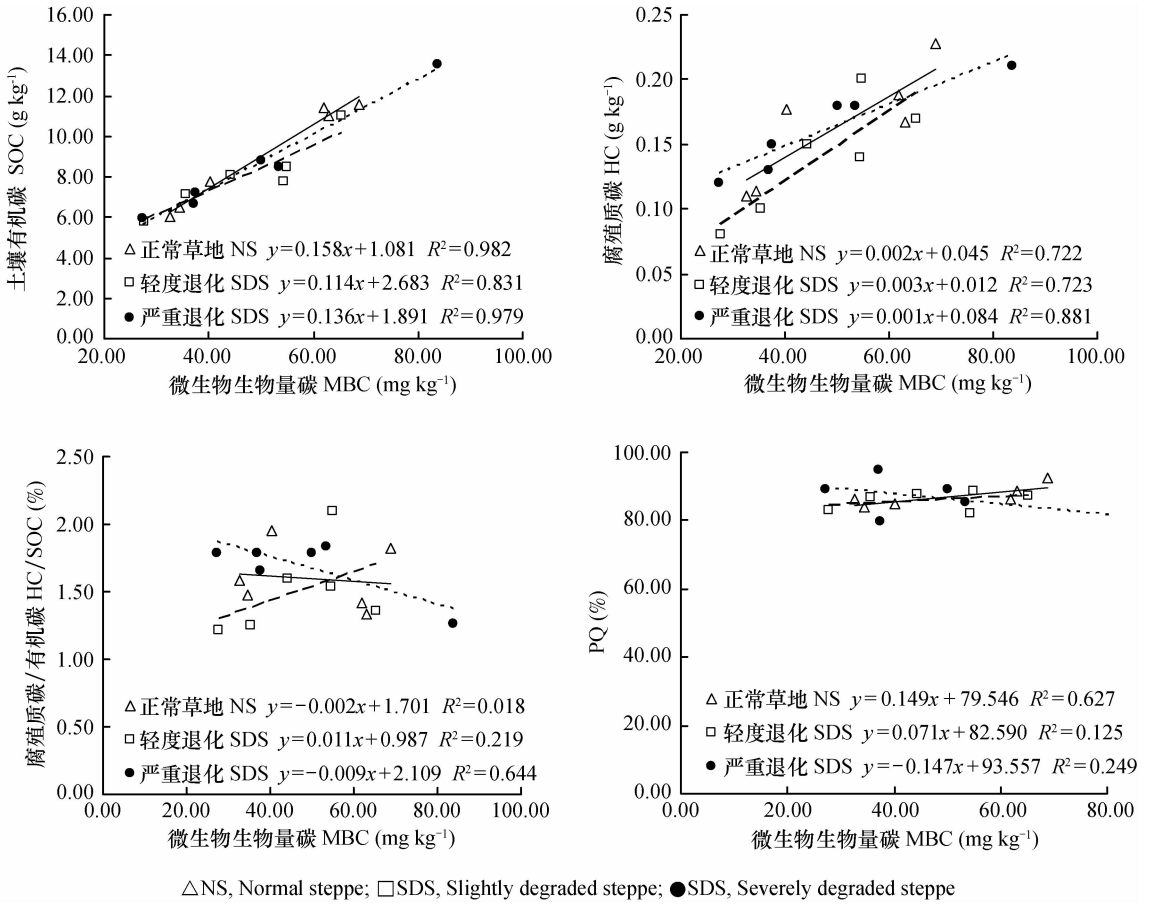 16.00
14.00
12.00
10.00
8.00
6.00
4.00
2.00
0.00
土壤有机碳 SOC (g kg⁻¹)
△ 正常草地 NS y=0.158x+1.081 R²=0.982
□ 轻度退化 SDS y=0.114x+2.683 R²=0.831
● 严重退化 SDS y=0.136x+1.891 R²=0.979
20.00 40.00 60.00 80.00 100.00
微生物生物量碳 MBC (mg kg⁻¹)
0.25
0.20
0.15
0.10
0.05
0.00
腐殖质碳 HC (g kg⁻¹)
△ 正常草地 NS y=0.002x+0.045 R²=0.722
□ 轻度退化 SDS y=0.003x+0.012 R²=0.723
● 严重退化 SDS y=0.001x+0.084 R²=0.881
20.00 40.00 60.00 80.00 100.00
微生物生物量碳 MBC (mg kg⁻¹)
2.50
2.00
1.50
1.00
0.50
0.00
腐殖质碳/有机碳 HC/SOC (%)
△ 正常草地 NS y=−0.002x+1.701 R²=0.018
□ 轻度退化 SDS y=0.011x+0.987 R²=0.219
● 严重退化 SDS y=−0.009x+2.109 R²=0.644
0.00 20.00 40.00 60.00 80.00 100.00
微生物生物量碳 MBC (mg kg⁻¹)
100.00
80.00
60.00
40.00
20.00
0.00
PQ (%)
△ 正常草地 NS y=0.149x+79.546 R²=0.627
□ 轻度退化 SDS y=0.071x+82.590 R²=0.125
● 严重退化 SDS y=−0.147x+93.557 R²=0.249
0.00 20.00 40.00 60.00 80.00
微生物生物量碳 MBC (mg kg⁻¹)
△NS, Normal steppe; □SDS, Slightly degraded steppe; ●SDS, Severely degraded steppe